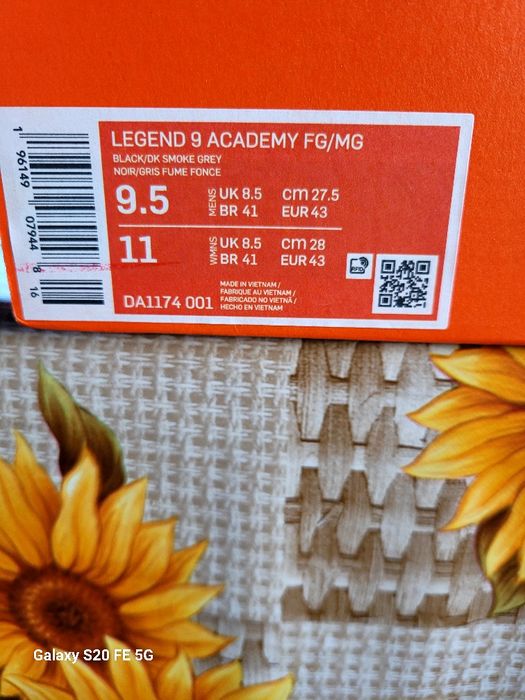 LEGEND 9 ACADEMY FG/MG
BLACK/DK SMOKE GREY
NOIR/GRIS FUME FONCE
9.5 MENS UK 8.5 CM 27.5
BR 41 EUR 43
11 WMNS UK 8.5 CM 28
BR 41 EUR 43
DA1174 001
MADE IN VIETNAM /
FABRIQUE AU VIETNAM /
FABRICADO NO VIETNÃ /
HECHO EN VIETNAM
RFID
1 96149 07944 8 16
Galaxy S20 FE 5G